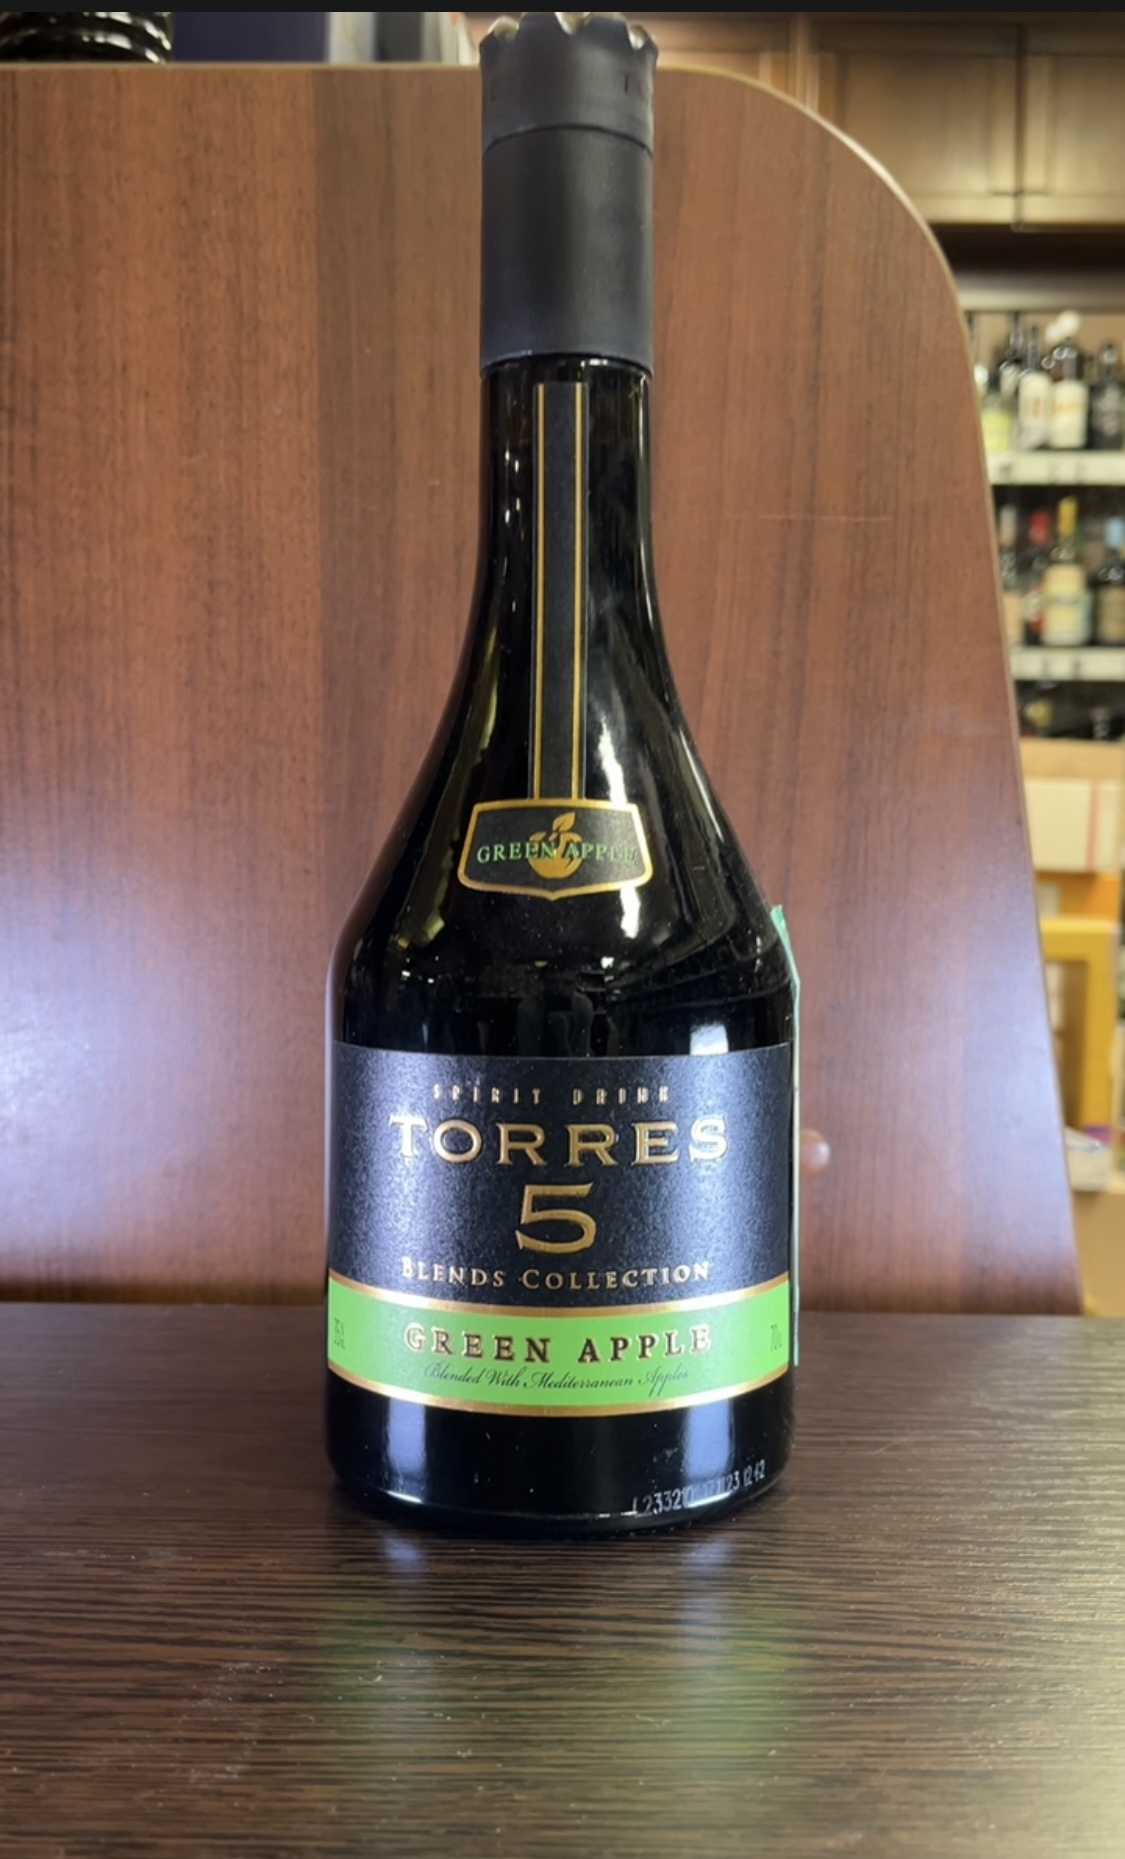 GREEN APPLE
SPIRIT DRINK
TORRES
5
BLENDS COLLECTION
GREEN APPLE
Blended With Mediterranean Apples